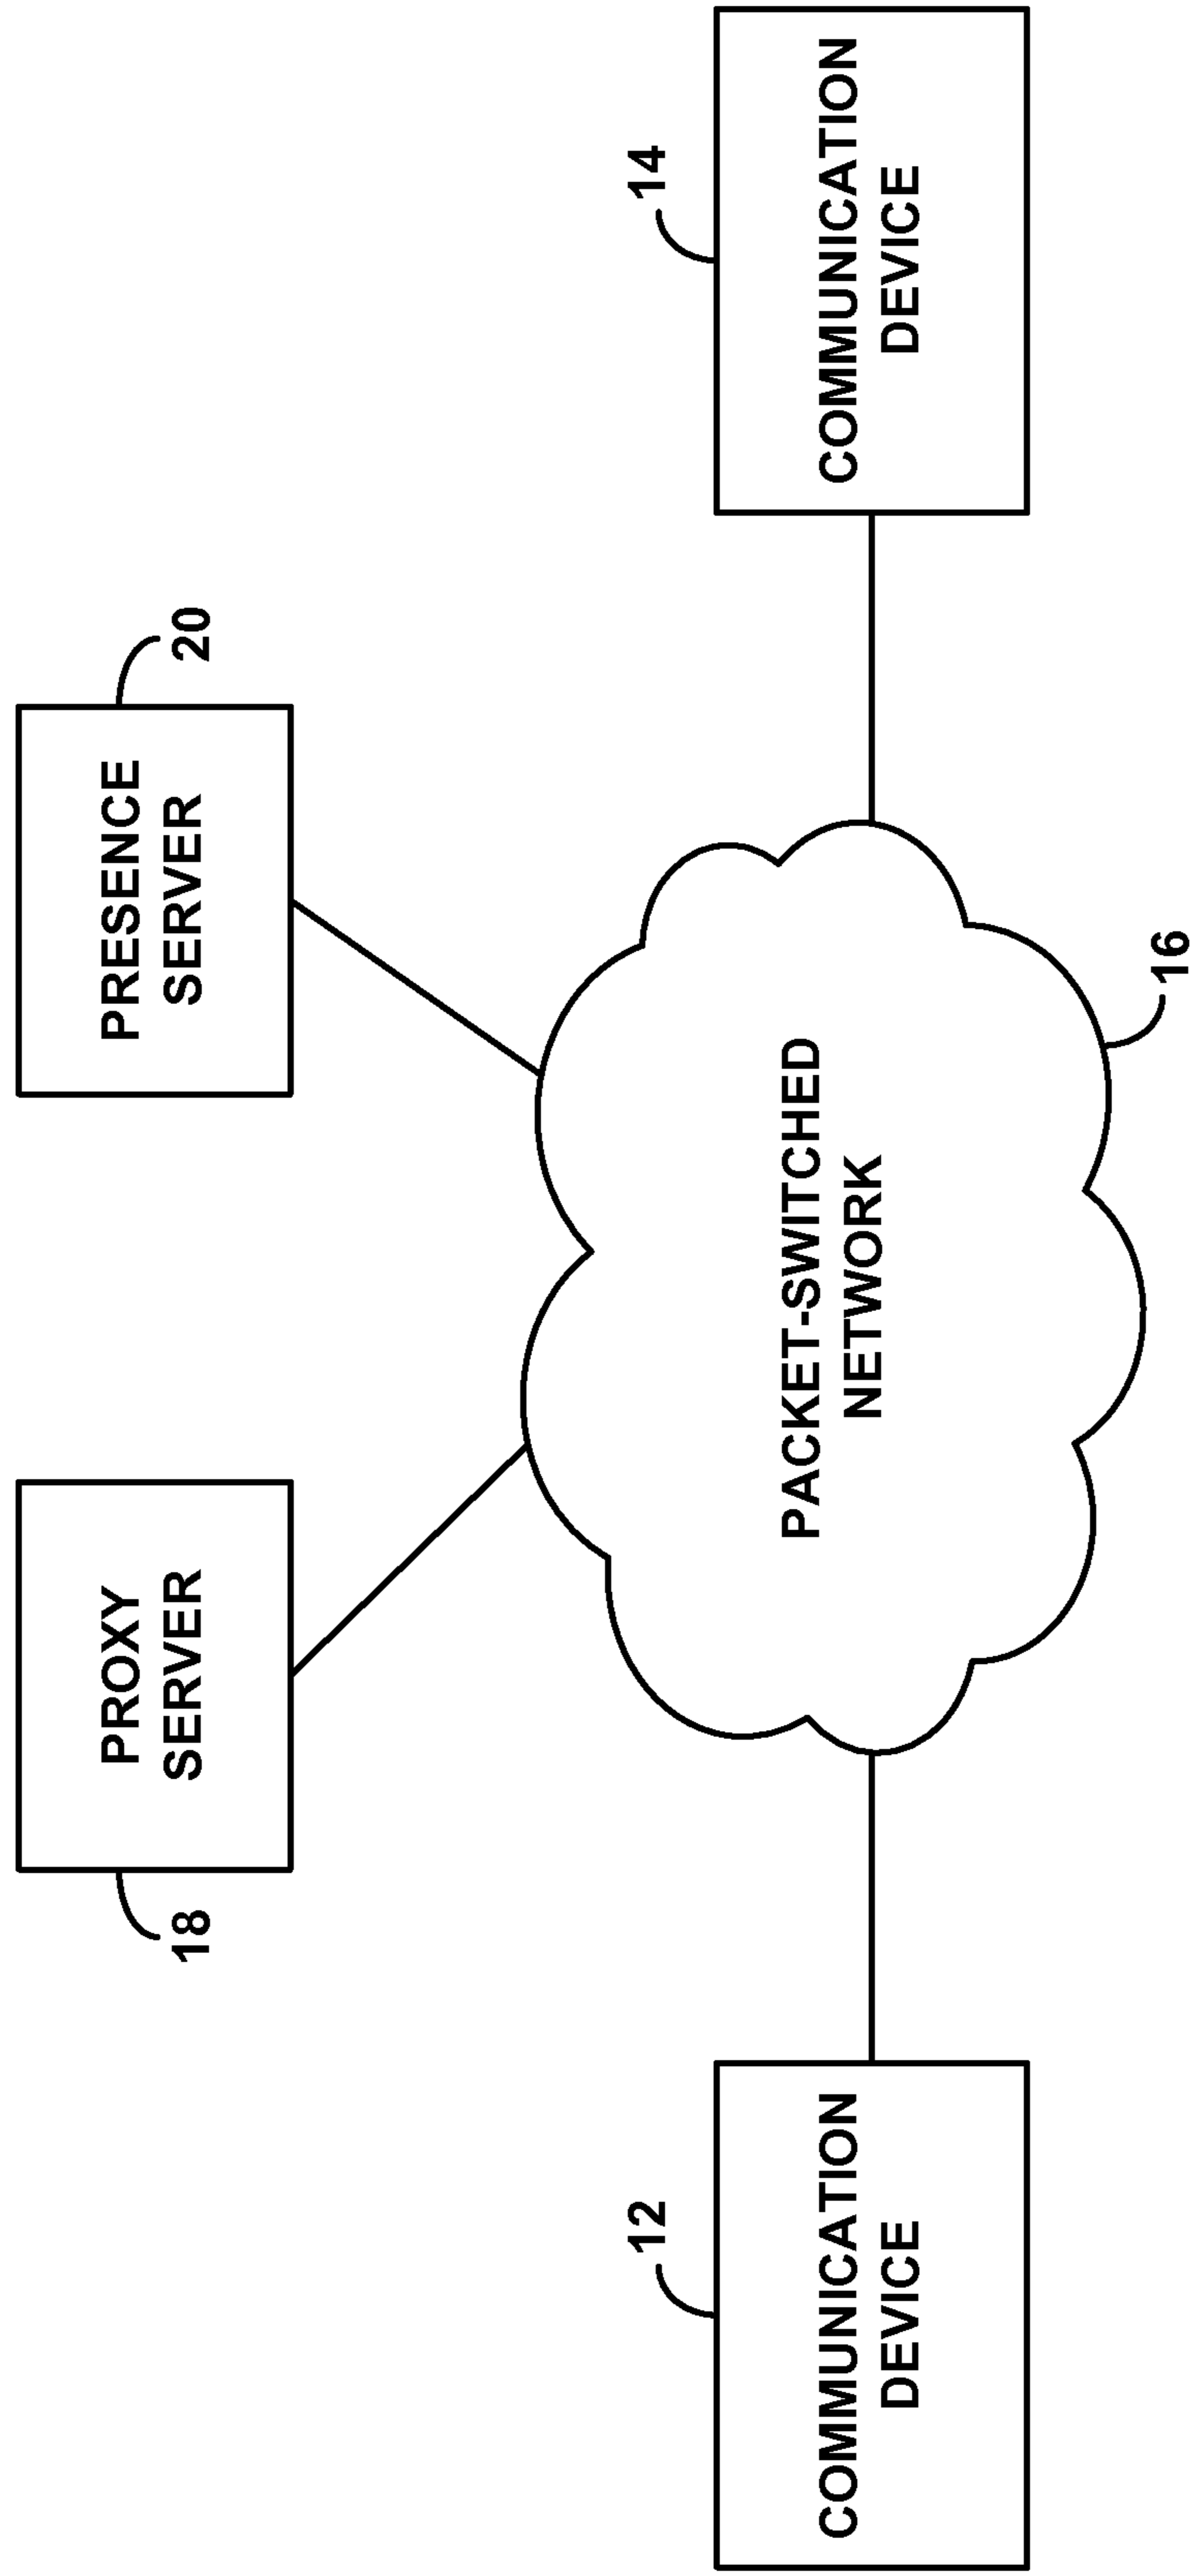 PROXY
SERVER
18
PRESENCE
SERVER
20
12
COMMUNICATION
DEVICE
PACKET-SWITCHED
NETWORK
16
14
COMMUNICATION
DEVICE